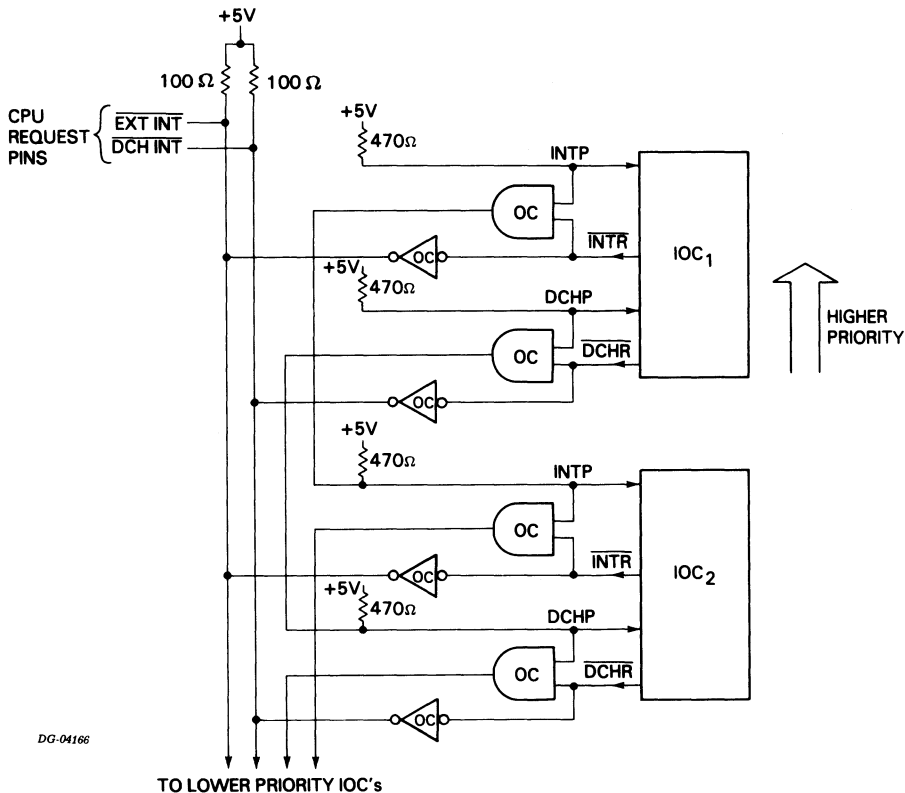 +5V
100 Ω
100 Ω
CPU
REQUEST
PINS
EXT INT
DCH INT
+5V
470Ω
INTP
OC
INTR
OC
IOC1
+5V
470Ω
DCHP
OC
DCHR
OC
HIGHER
PRIORITY
+5V
470Ω
INTP
OC
INTR
OC
IOC2
+5V
470Ω
DCHP
OC
DCHR
OC
DG-04166
TO LOWER PRIORITY IOC's